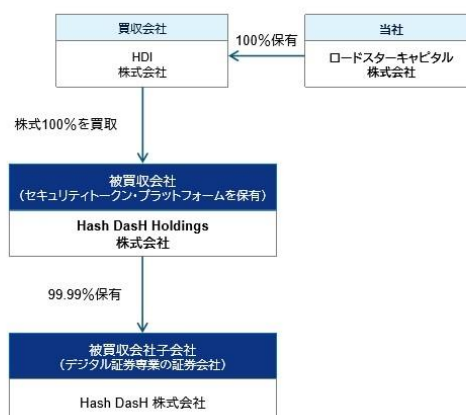 買収会社
当社
HDI
株式会社
100%保有
ロードスターキャピタル
株式会社
株式100%を買取
被買収会社
（セキュリティトークン・プラットフォームを保有）
Hash DasH Holdings
株式会社
99.99%保有
被買収会社子会社
（デジタル証券専業の証券会社）
Hash DasH 株式会社